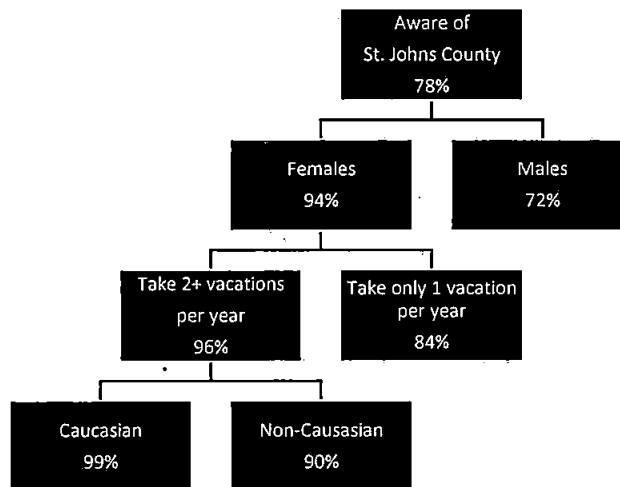 Aware of
St. Johns County
78%
Females
94%
Males
72%
Take 2+ vacations
per year
96%
Take only 1 vacation
per year
84%
Caucasian
99%
Non-Causasian
90%